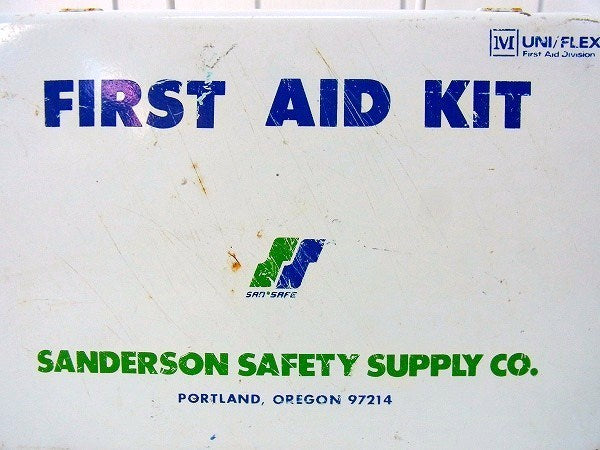 M UNI/FLEX
First Aid Division
FIRST AID KIT
SAN*SAFE
SANDERSON SAFETY SUPPLY CO.
PORTLAND, OREGON 97214